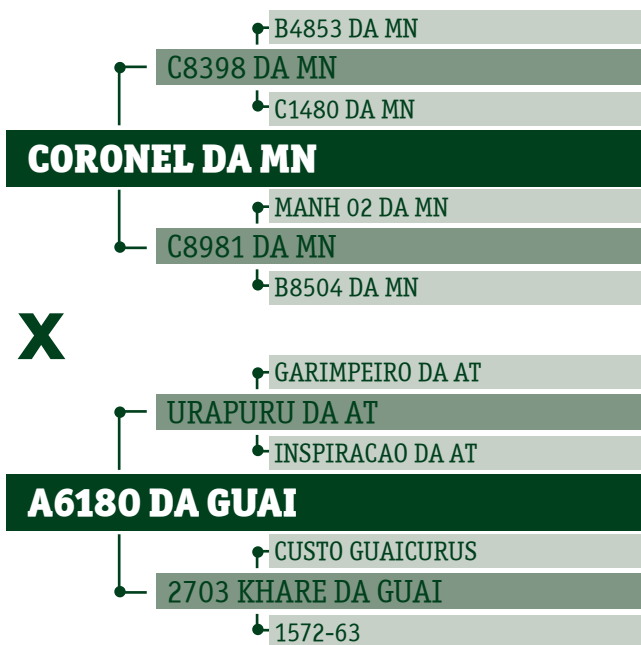 B4853 DA MN
C8398 DA MN
C1480 DA MN
CORONEL DA MN
MANH 02 DA MN
C8981 DA MN
B8504 DA MN
X
GARIMPEIRO DA AT
URAPURU DA AT
INSPIRACAO DA AT
A6180 DA GUAI
CUSTO GUAICURUS
2703 KHARE DA GUAI
1572-63